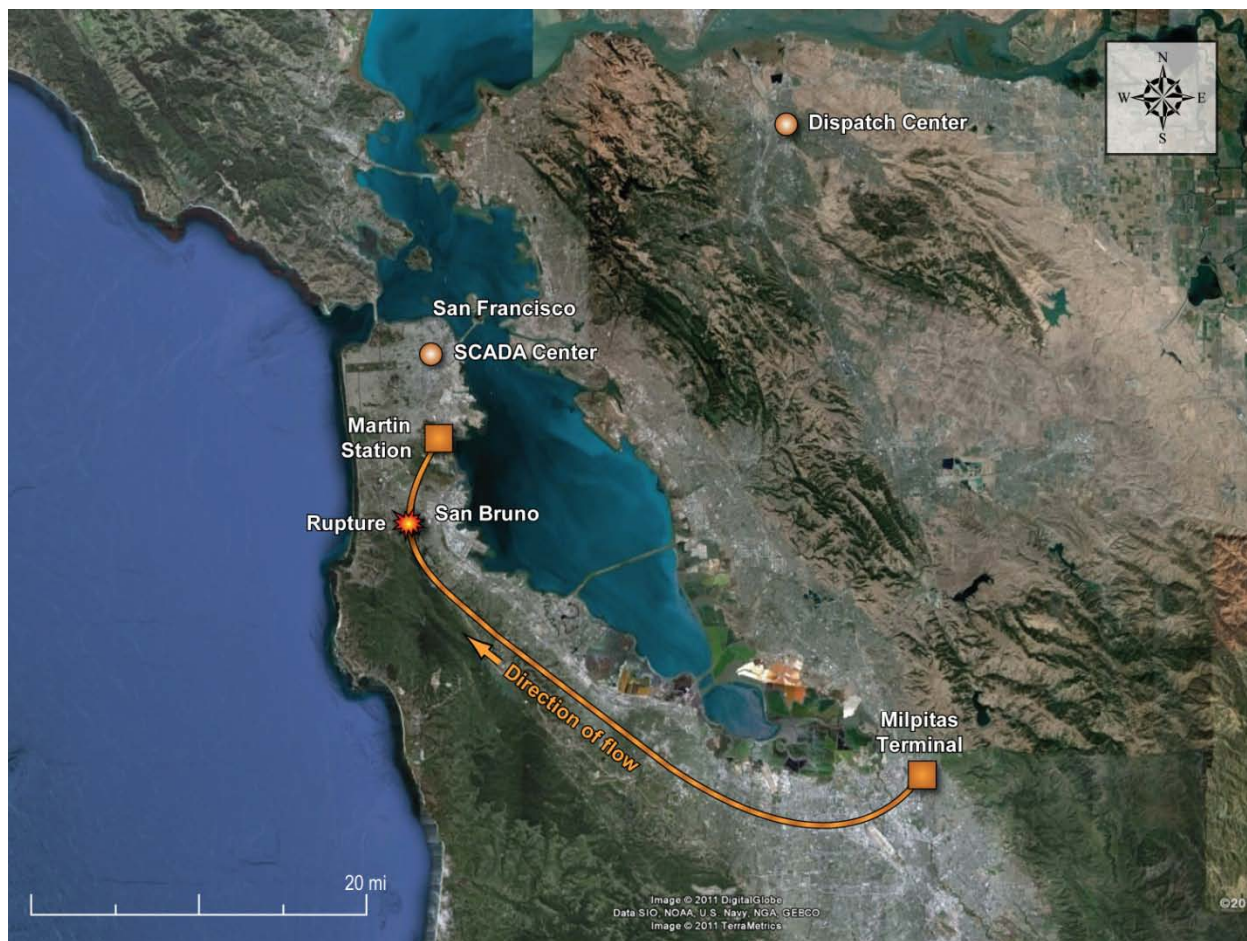 N
W E
S
Dispatch Center
San Francisco
SCADA Center
Martin
Station
Rupture
San Bruno
Direction of flow
Milpitas
Terminal
20 mi
Image © 2011 DigitalGlobe
Data SIO, NOAA, U.S. Navy, NGA, GEBCO
Image © 2011 TerraMetrics
©20